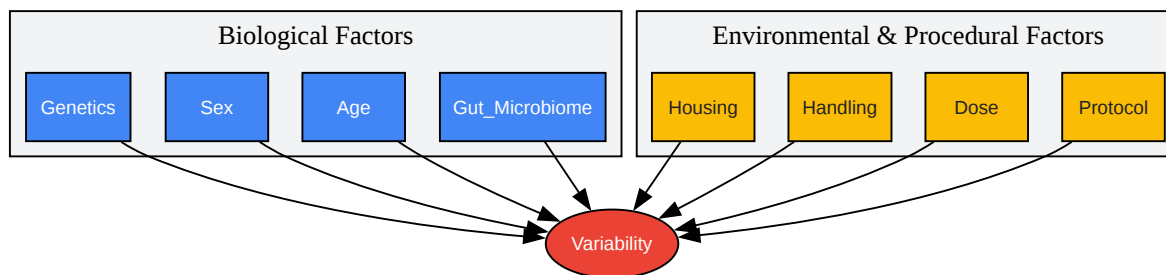 Biological Factors
Environmental & Procedural Factors
Genetics
Sex
Age
Gut_Microbiome
Housing
Handling
Dose
Protocol
Variability